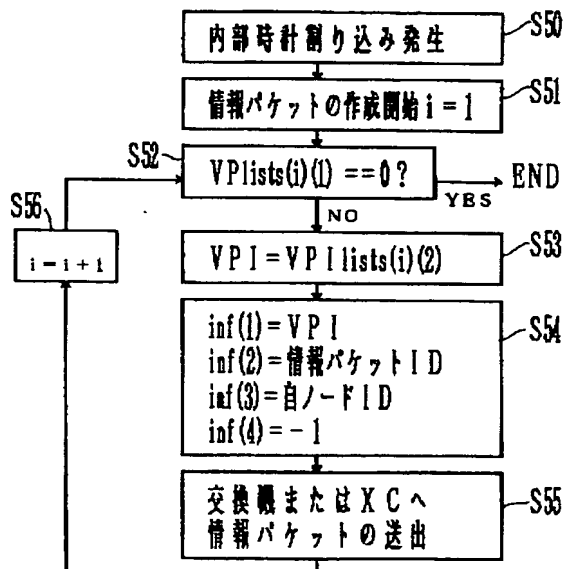 内部時計割り込み発生
S50
情報パケットの作成開始 i = 1
S51
S52
VPlists(i)(1) ==0?
END
YES
NO
S56
i = i + 1
VPI=VPIlists(i)(2)
S53
inf(1)=VPI
inf(2)=情報パケットID
inf(3)=自ノードID
inf(4)=-1
S54
交換機またはXCへ
情報パケットの送出
S55